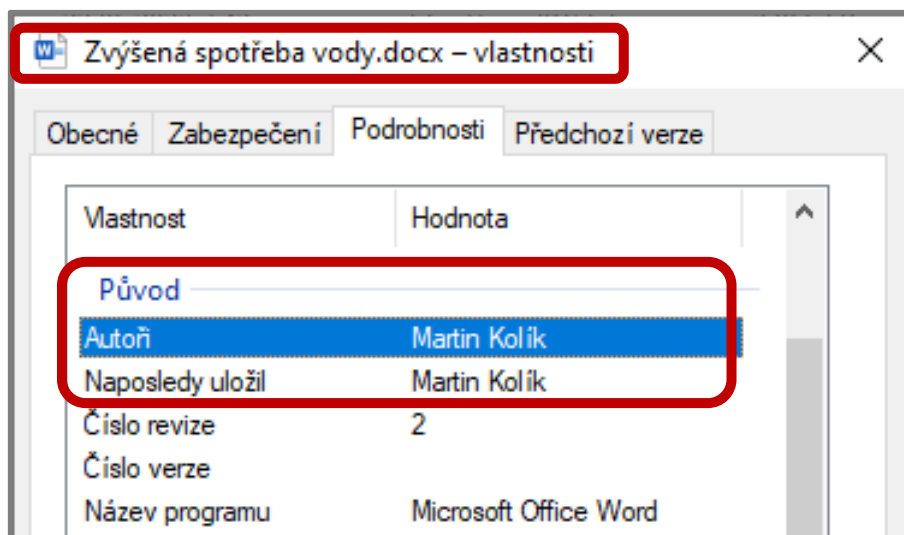 Zvýšená spotřeba vody.docx – vlastnosti
Obecné Zabezpečení Podrobnosti Předchozí verze
Vlastnost Hodnota
Původ
Autoři Martin Kolík
Naposledy uložil Martin Kolík
Číslo revize 2
Číslo verze
Název programu Microsoft Office Word